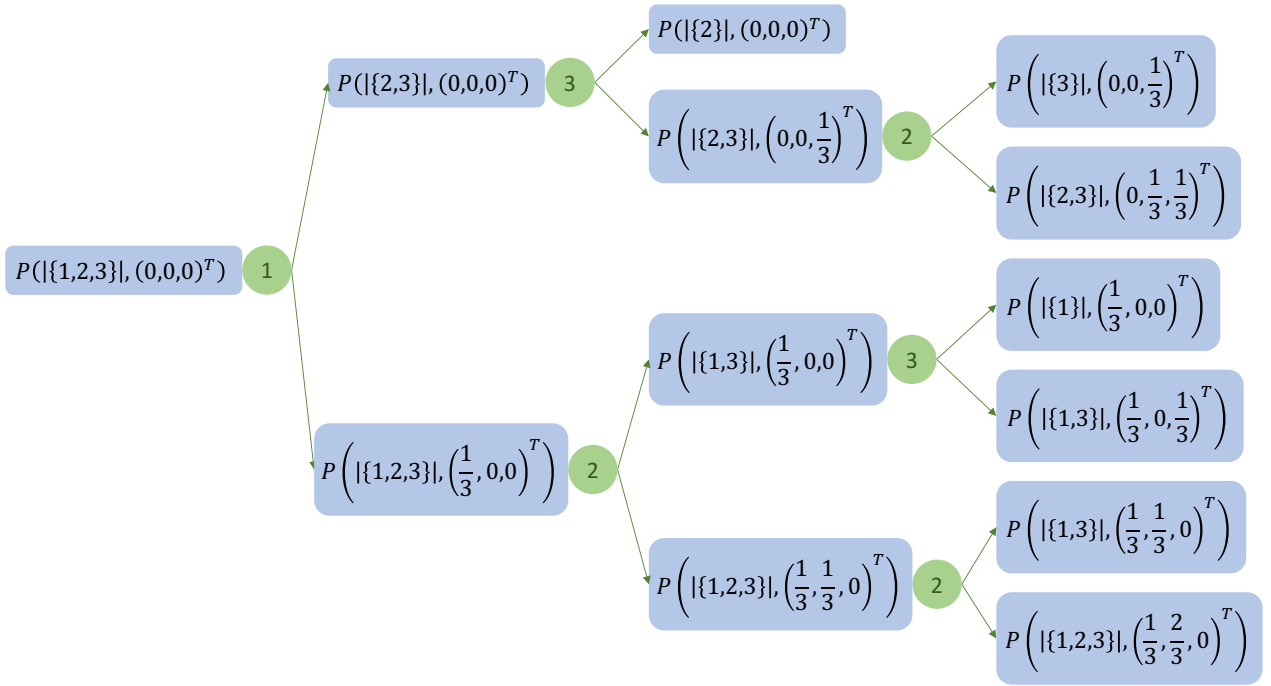 P(|{2}|, (0,0,0)^T)
P(|{2,3}|, (0,0,0)^T)
3
P(|{3}|, (0,0,1/3)^T)
P(|{2,3}|, (0,0,1/3)^T)
2
P(|{2,3}|, (0,1/3,1/3)^T)
P(|{1,2,3}|, (0,0,0)^T)
1
P(|{1}|, (1/3, 0,0)^T)
P(|{1,3}|, (1/3, 0,0)^T)
3
P(|{1,3}|, (1/3, 0,1/3)^T)
P(|{1,2,3}|, (1/3, 0,0)^T)
2
P(|{1,3}|, (1/3,1/3, 0)^T)
P(|{1,2,3}|, (1/3,1/3, 0)^T)
2
P(|{1,2,3}|, (1/3,2/3, 0)^T)